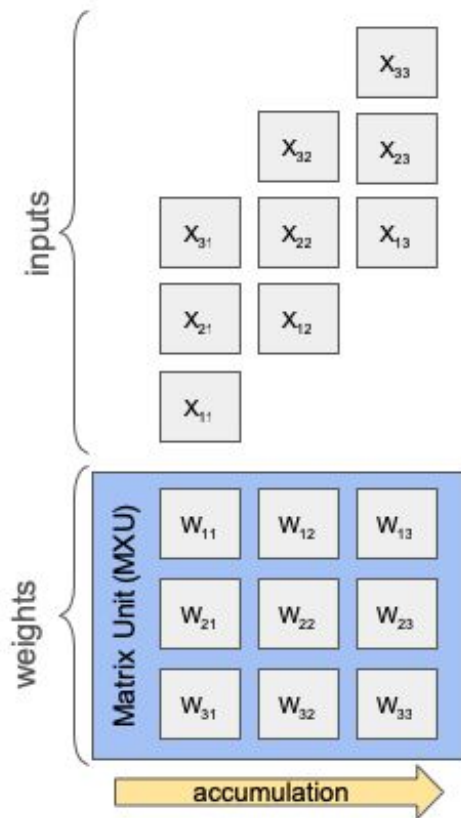 inputs
X₃₃
X₃₂ X₂₃
X₃₁ X₂₂ X₁₃
X₂₁ X₁₂
X₁₁
weights
Matrix Unit (MXU)
W₁₁ W₁₂ W₁₃
W₂₁ W₂₂ W₂₃
W₃₁ W₃₂ W₃₃
accumulation